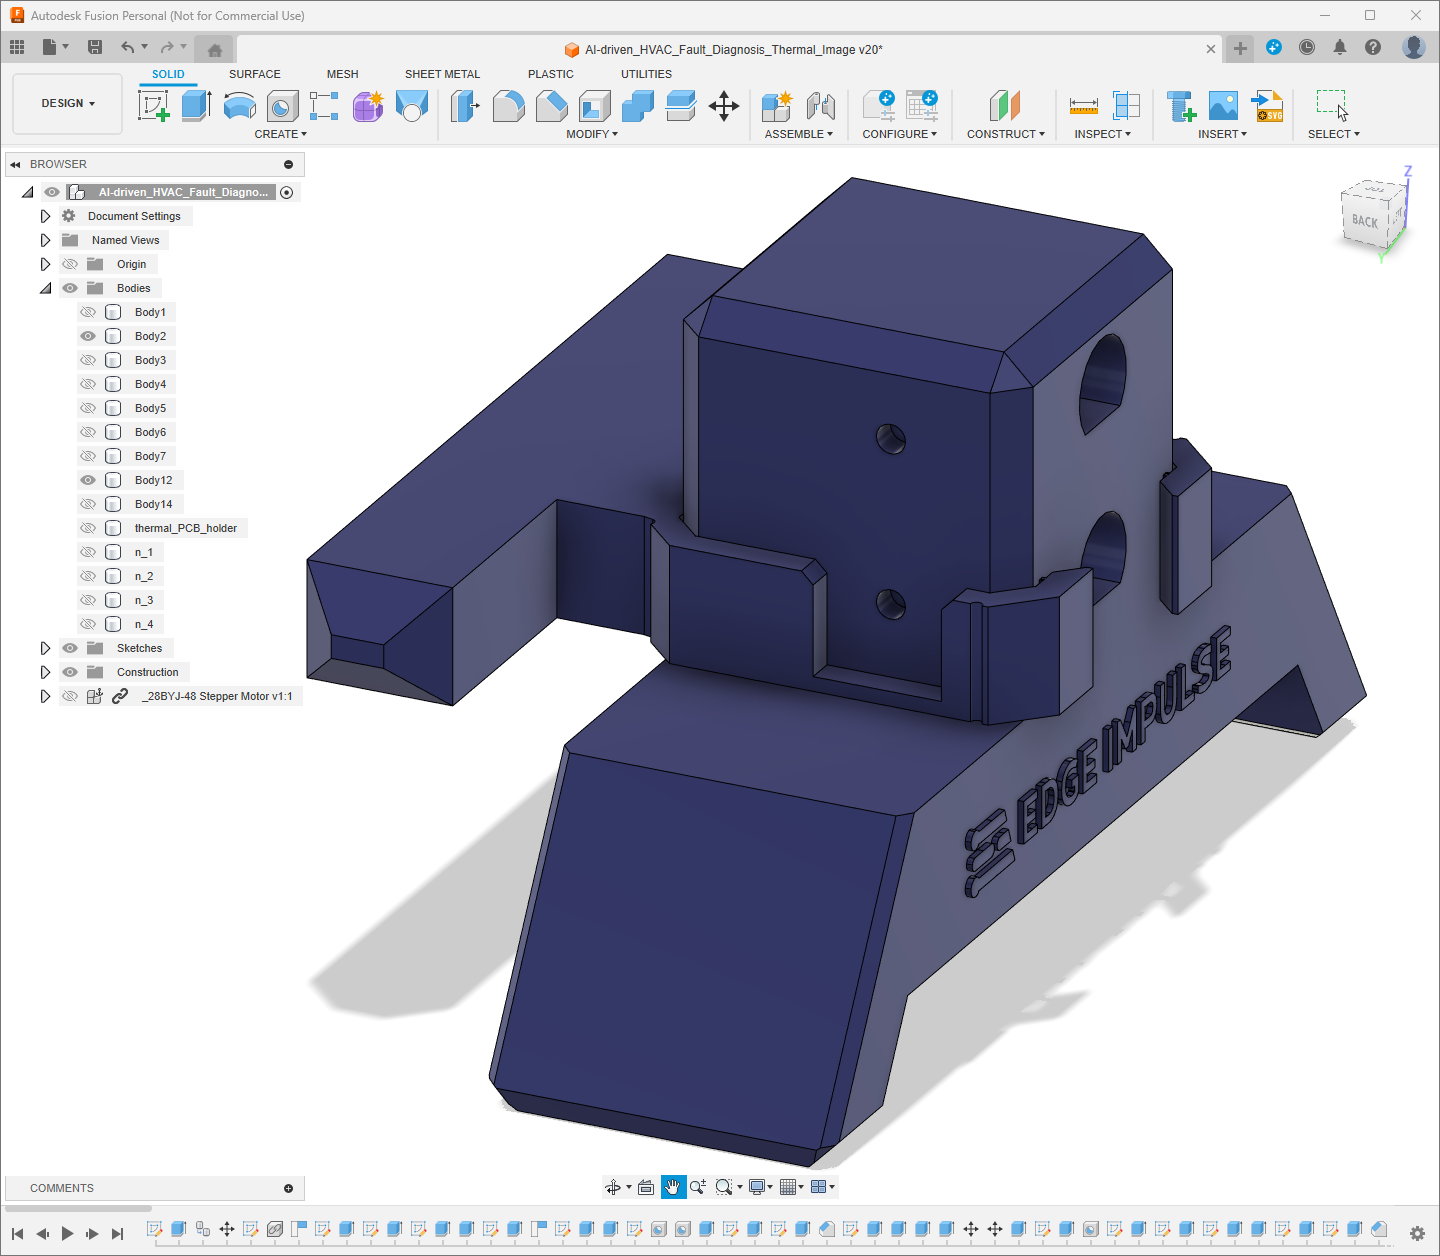 Autodesk Fusion Personal (Not for Commercial Use)
AI-driven_HVAC_Fault_Diagnosis_Thermal_Image v20*
SOLID SURFACE MESH SHEET METAL PLASTIC UTILITIES
DESIGN
CREATE MODIFY ASSEMBLE CONFIGURE CONSTRUCT INSPECT INSERT SELECT
SVG
BROWSER
AI-driven_HVAC_Fault_Diagno...
Document Settings
Named Views
Origin
Bodies
Body1
Body2
Body3
Body4
Body5
Body6
Body7
Body12
Body14
thermal_PCB_holder
n_1
n_2
n_3
n_4
Sketches
Construction
_28BYJ-48 Stepper Motor v1:1
Z
BACK
Y
EDGE IMPULSE
COMMENTS